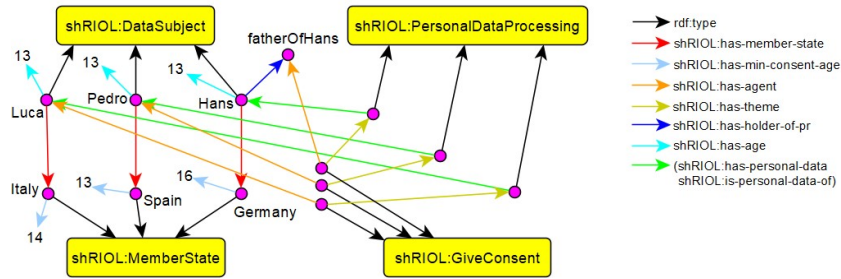 shRIOL:DataSubject
shRIOL:PersonalDataProcessing
fatherOfHans
13
13
13
Luca
Pedro
Hans
Italy
13
Spain
16
Germany
14
shRIOL:MemberState
shRIOL:GiveConsent
rdf:type
shRIOL:has-member-state
shRIOL:has-min-consent-age
shRIOL:has-agent
shRIOL:has-theme
shRIOL:has-holder-of-pr
shRIOL:has-age
(shRIOL:has-personal-data
shRIOL:is-personal-data-of)